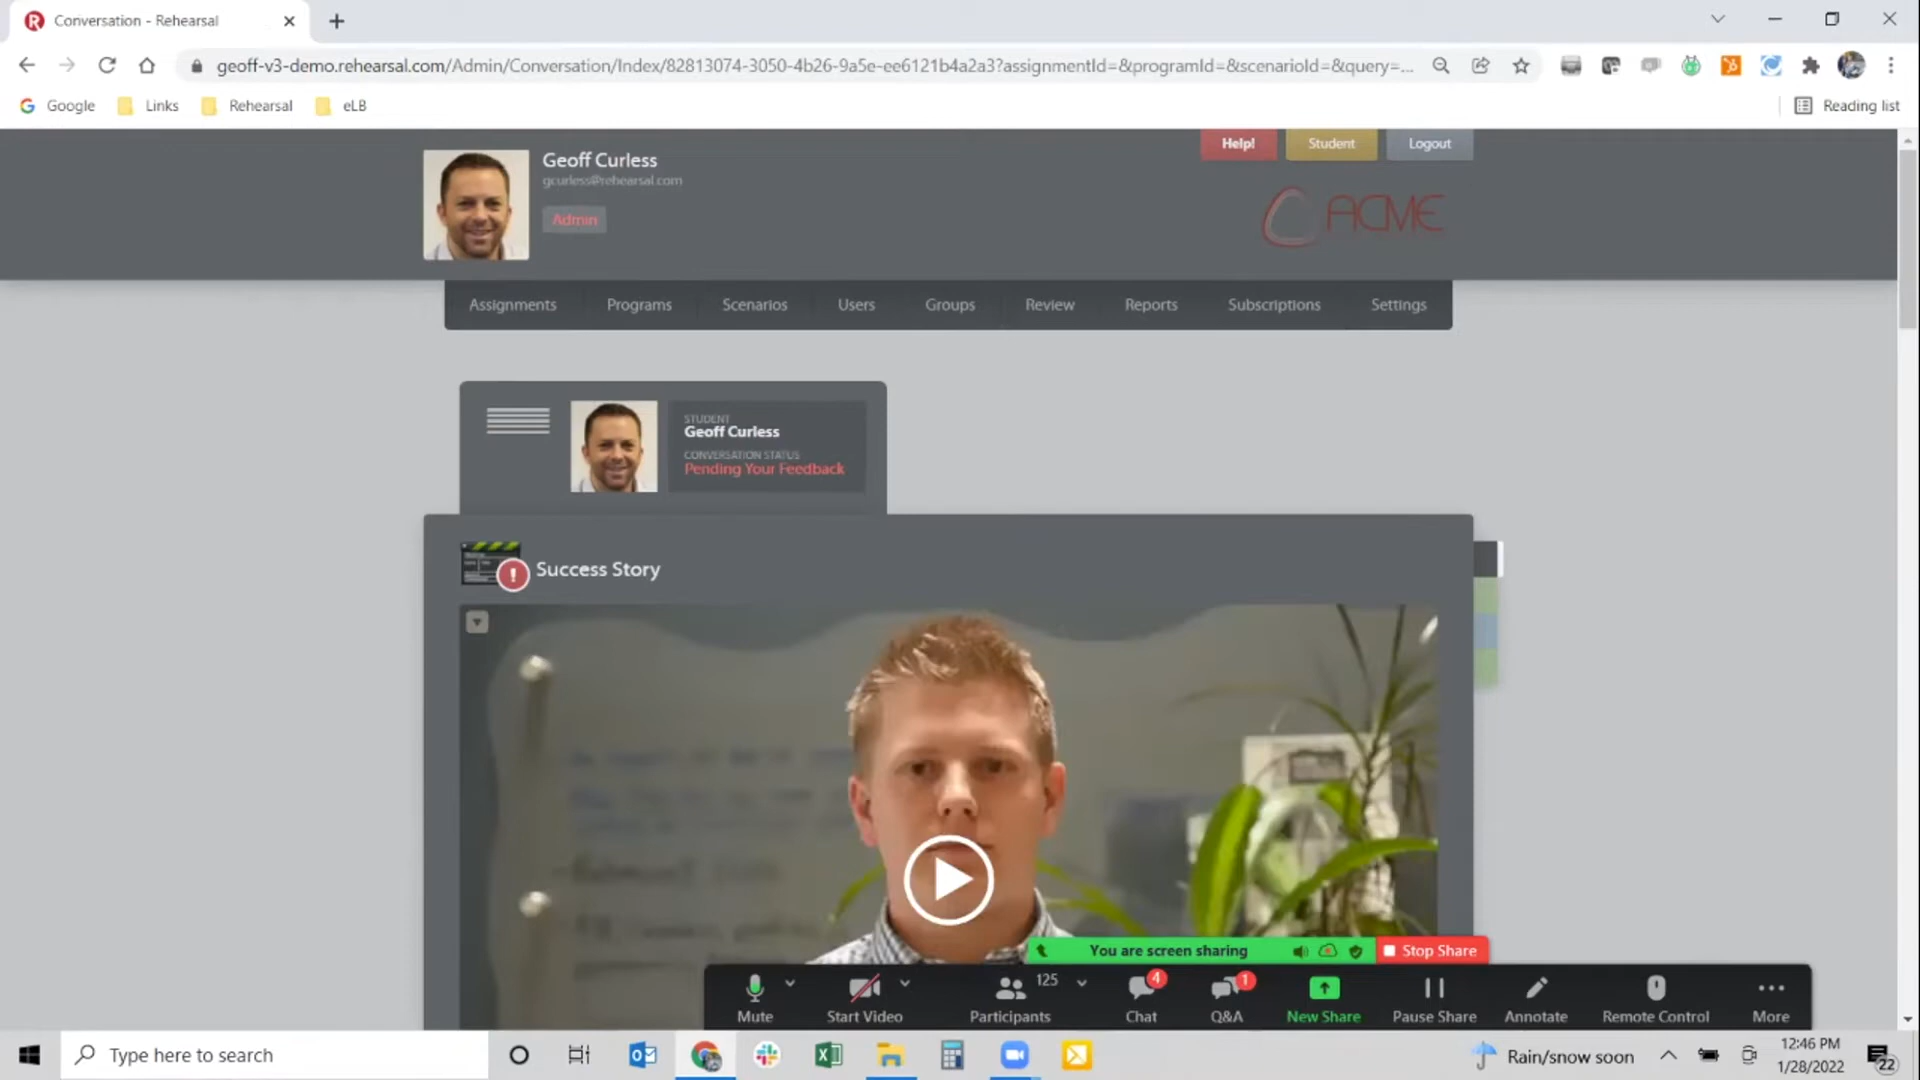 Conversation - Rehearsal
geoff-v3-demo.rehearsal.com/Admin/Conversation/Index/82813074-3050-4b26-9a5e-ee6121b4a2a3?assignmentId=&programId=&scenarioId=&query=...
Google Links Rehearsal eLB Reading list
Geoff Curless
gcurless@rehearsal.com
Admin
Help! Student Logout
ACME
Assignments Programs Scenarios Users Groups Review Reports Subscriptions Settings
STUDENT
Geoff Curless
CONVERSATION STATUS
Pending Your Feedback
Success Story
You are screen sharing Stop Share
125 4 1
Mute Start Video Participants Chat Q&A New Share Pause Share Annotate Remote Control More
Type here to search
Rain/snow soon
12:46 PM
1/28/2022
22